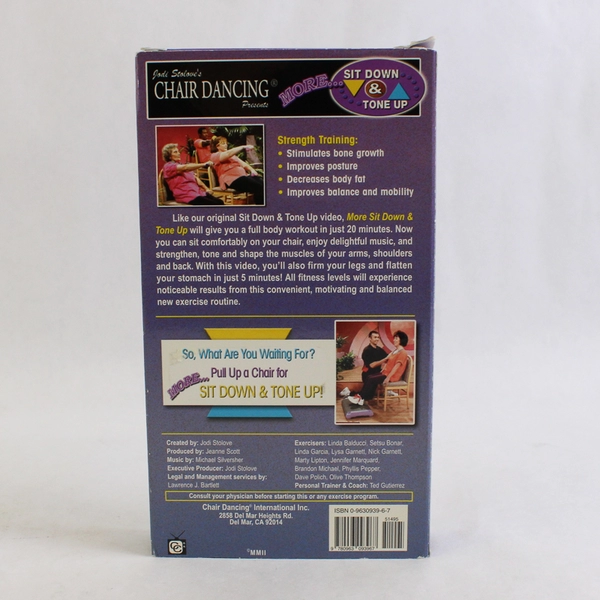 Jodi Stolove's
CHAIR DANCING®
Presents
MORE...
SIT DOWN
&
TONE UP
Strength Training:
• Stimulates bone growth
• Improves posture
• Decreases body fat
• Improves balance and mobility
Like our original Sit Down & Tone Up video, More Sit Down &
Tone Up will give you a full body workout in just 20 minutes. Now
you can sit comfortably on your chair, enjoy delightful music, and
strengthen, tone and shape the muscles of your arms, shoulders
and back. With this video, you'll also firm your legs and flatten
your stomach in just 5 minutes! All fitness levels will experience
noticeable results from this convenient, motivating and balanced
new exercise routine.
So, What Are You Waiting For?
Pull Up a Chair for
MORE...
SIT DOWN & TONE UP!
Created by: Jodi Stolove
Produced by: Jeanne Scott
Music by: Michael Silversher
Executive Producer: Jodi Stolove
Legal and Management services by:
Lawrence J. Bartlett
Exercisers: Linda Balducci, Setsu Bonar,
Linda Garcia, Lysa Garnett, Nick Garnett,
Marty Lipton, Jennifer Marquard,
Brandon Michael, Phyllis Pepper,
Dave Polich, Olive Thompson
Personal Trainer & Coach: Ted Gutierrez
Consult your physician before starting this or any exercise program.
Chair Dancing® International Inc.
2858 Del Mar Heights Rd.
Del Mar, CA 92014
©MMII
CC
ISBN 0-9630939-6-7
51495
9 780963 093967